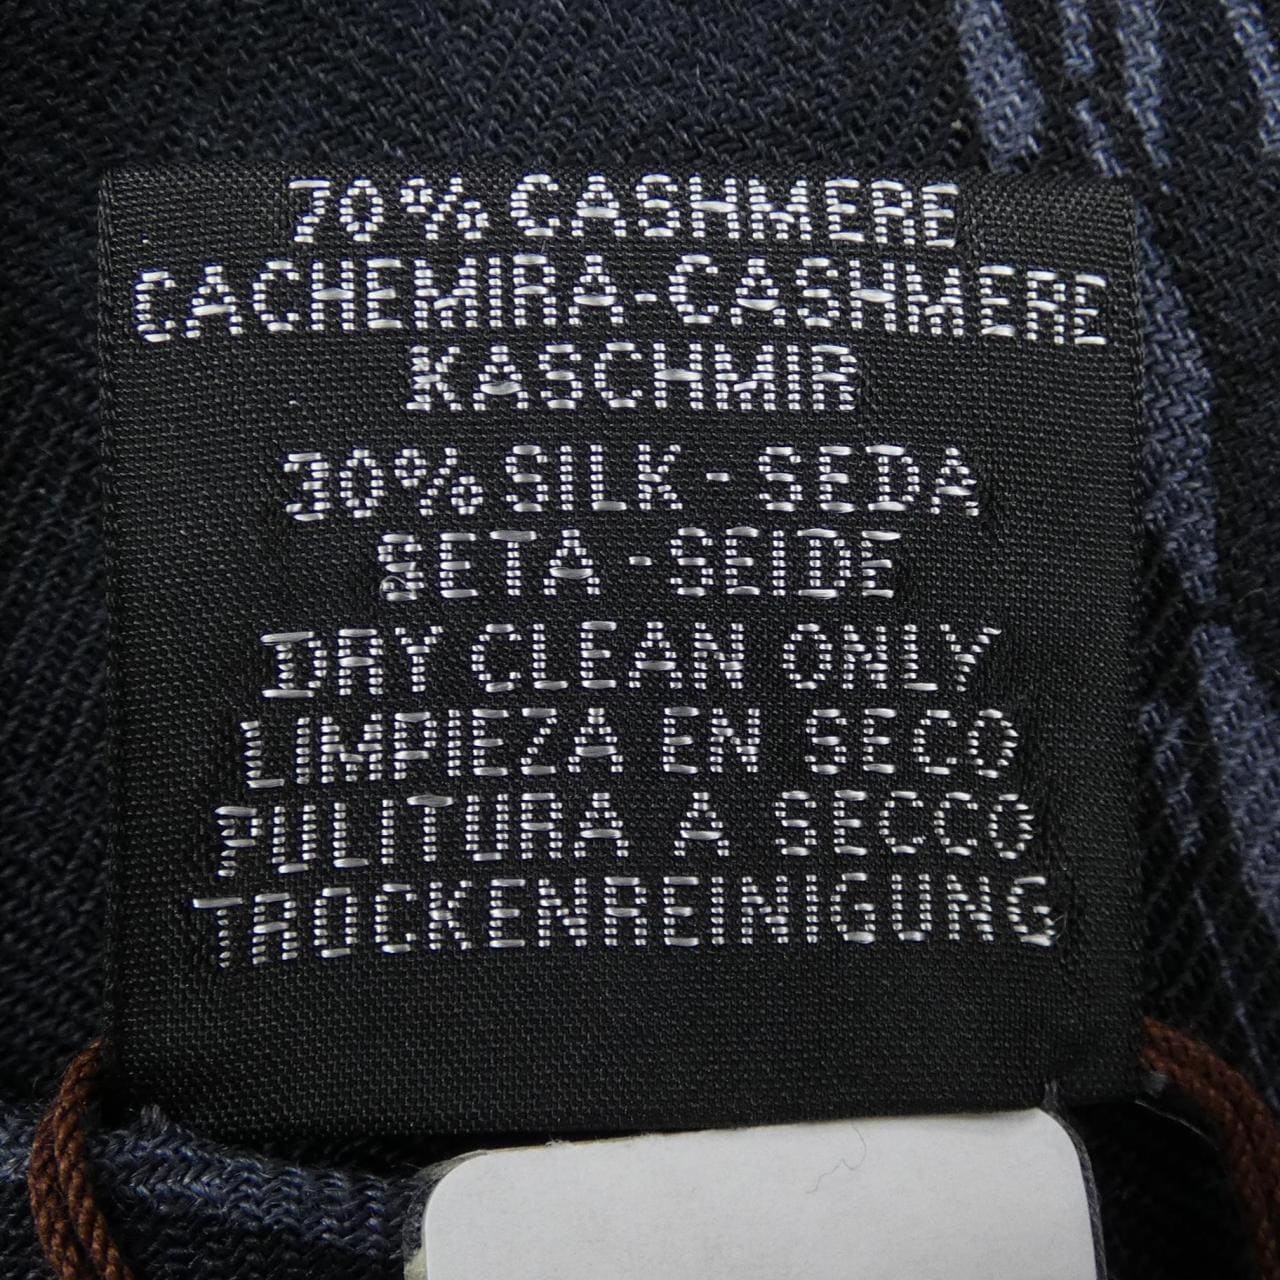 70% CASHMERE
CACHEMIRA-CASHMERE
KASCHMIR
30% SILK - SEDA
SETA - SEIDE
DRY CLEAN ONLY
LIMPIEZA EN SECO
PULITURA A SECCO
TROCKENREINIGUNG